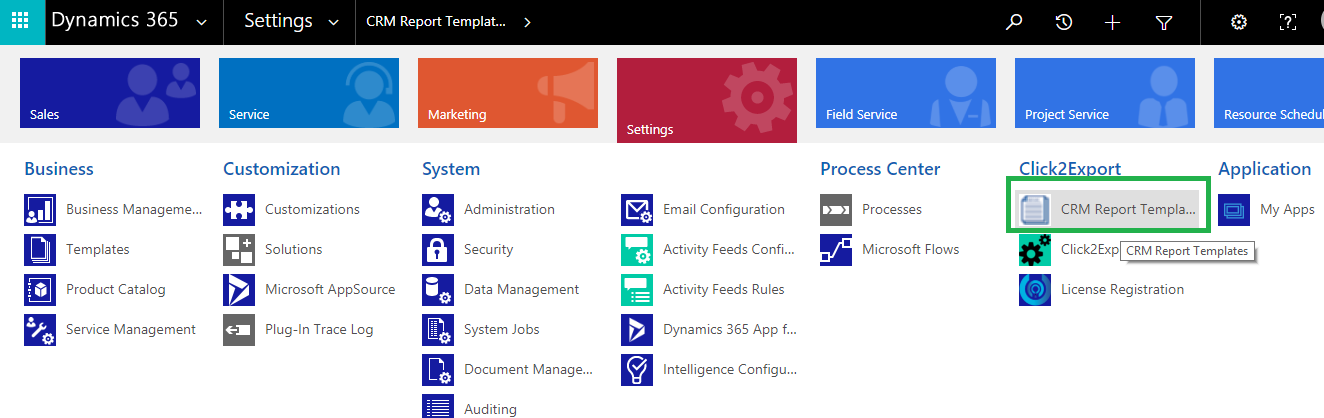 Dynamics 365 Settings CRM Report Templat...
Sales Service Marketing Settings Field Service Project Service Resource Schedul
Business Customization System Process Center Click2Export Application
Business Manageme... Customizations Administration Email Configuration Processes CRM Report Templa... My Apps
Templates Solutions Security Activity Feeds Confi... Microsoft Flows Click2Exp CRM Report Templates
Product Catalog Microsoft AppSource Data Management Activity Feeds Rules License Registration
Service Management Plug-In Trace Log System Jobs Dynamics 365 App f...
Document Manage... Intelligence Configu...
Auditing